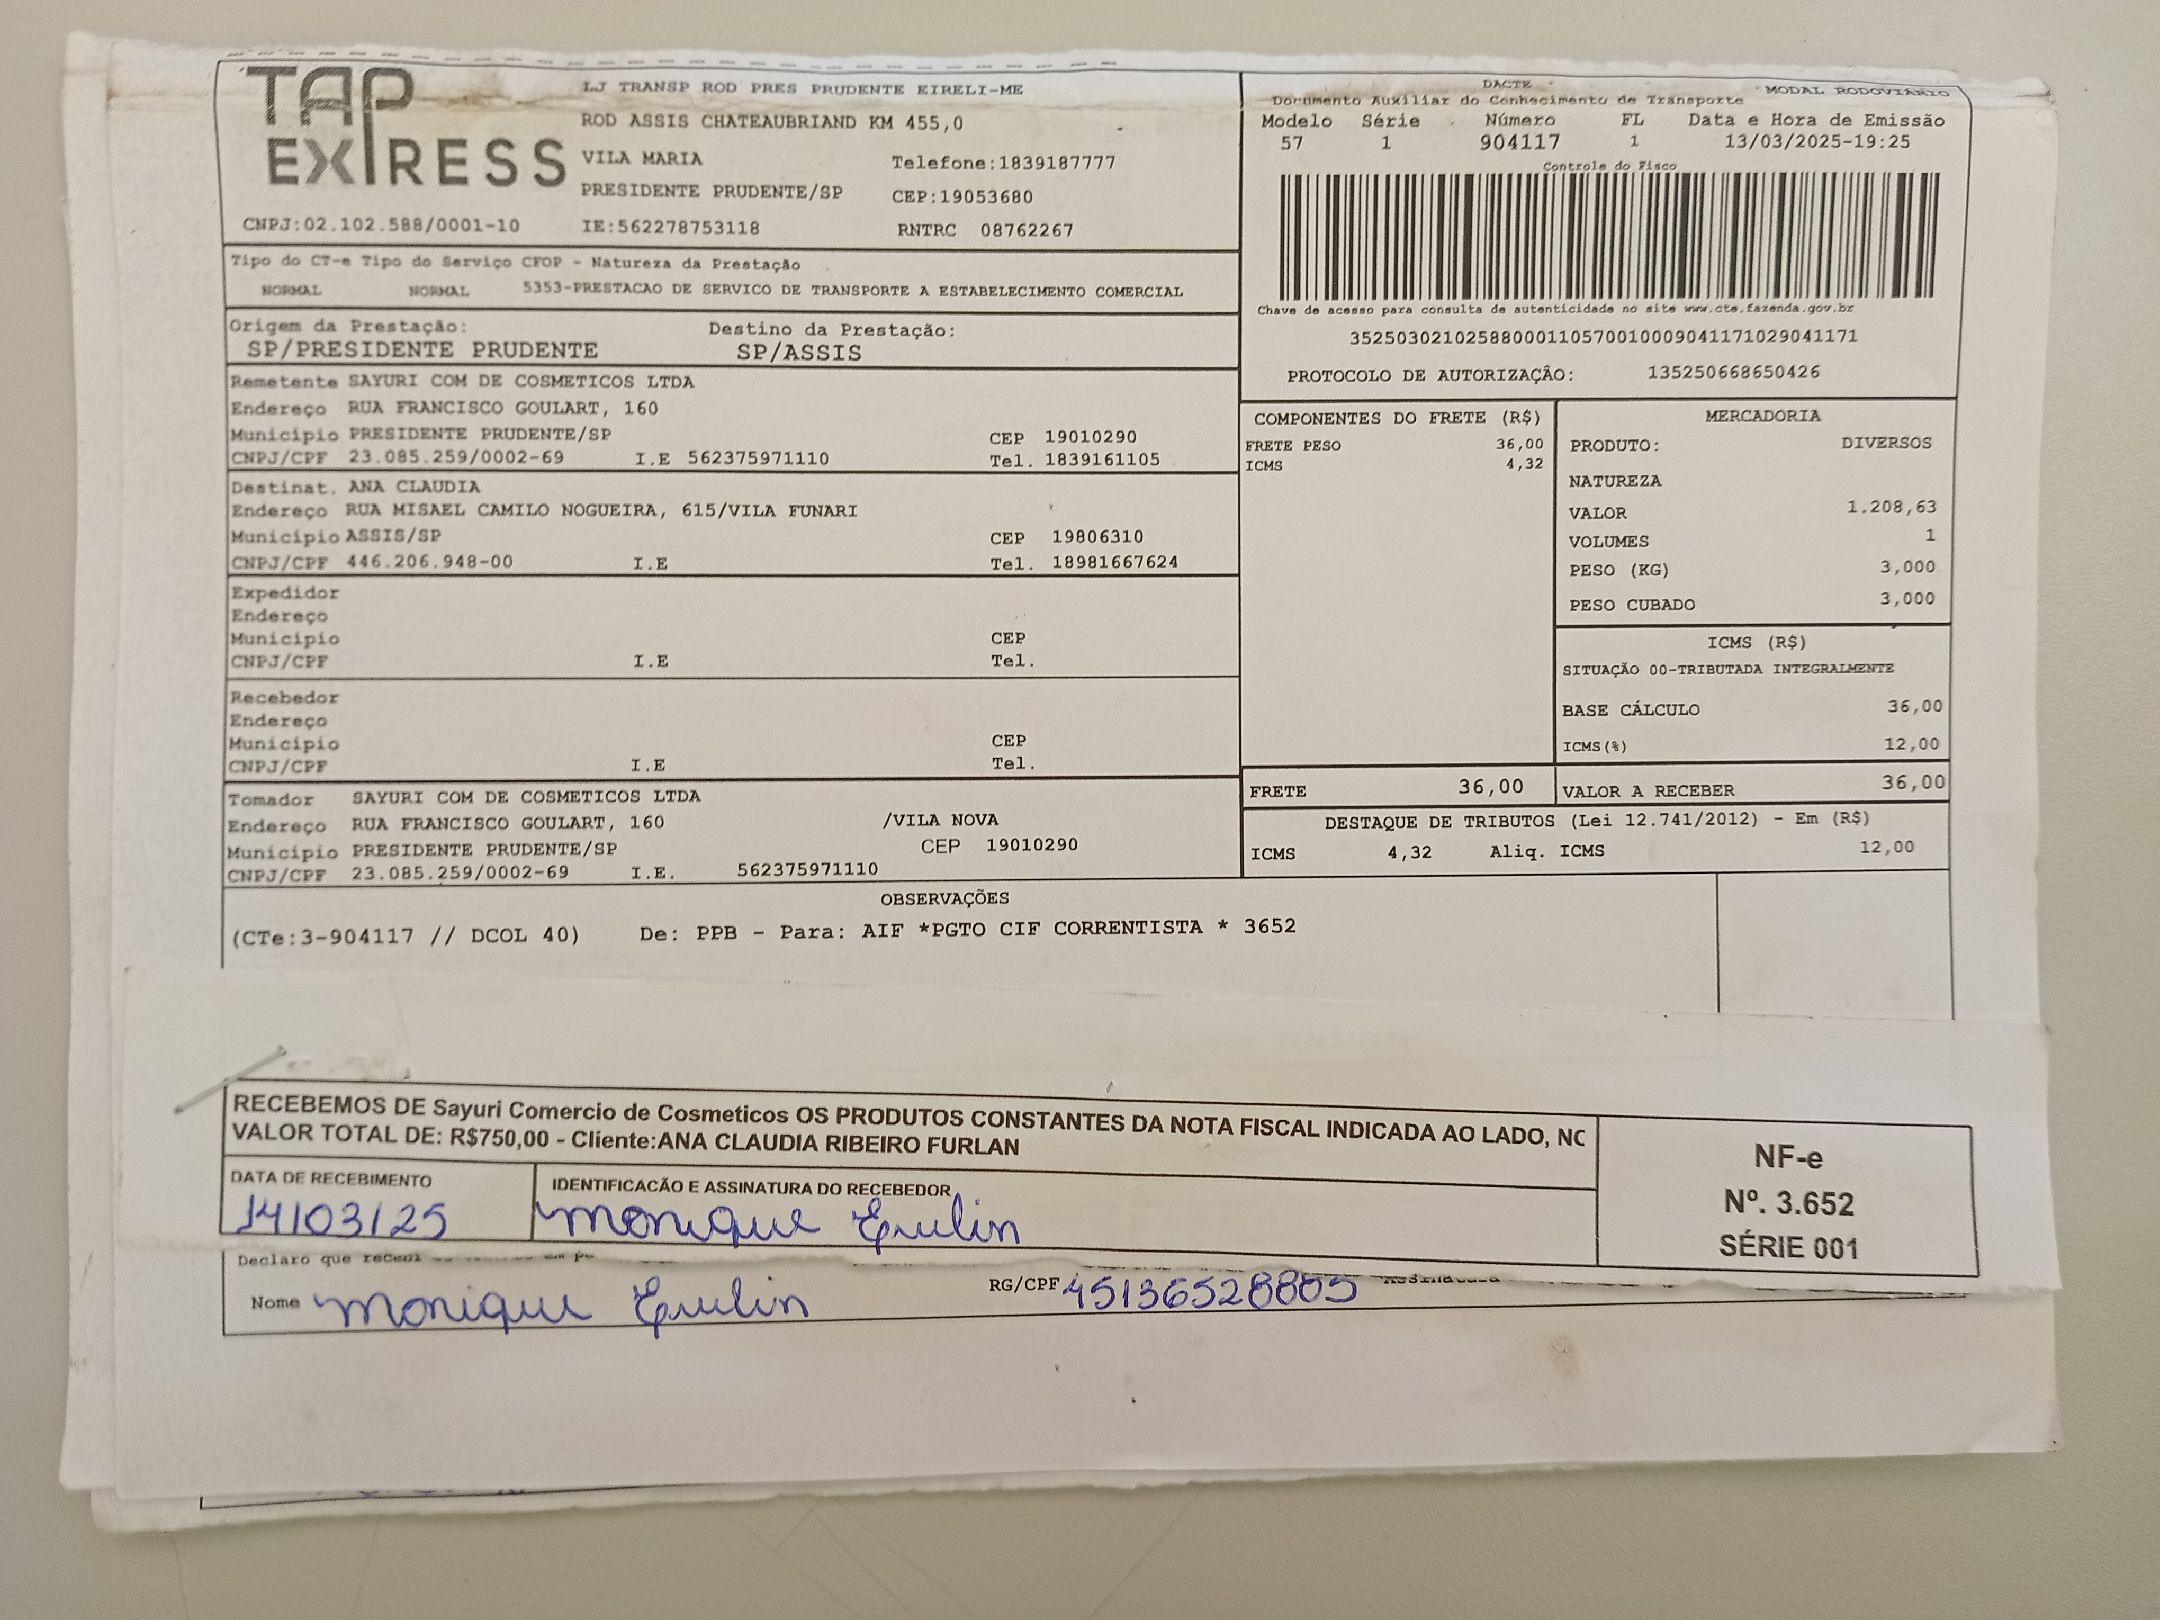 TAP EXPRESS
LJ TRANSP ROD PRES PRUDENTE EIRELI-ME
ROD ASSIS CHATEAUBRIAND KM 455,0
VILA MARIA Telefone:1839187777
PRESIDENTE PRUDENTE/SP CEP:19053680
CNPJ:02.102.588/0001-10 IE:562278753118 RNTRC 08762267
DACTE MODAL RODOVIÁRIO
Documento Auxiliar do Conhecimento de Transporte
Modelo Série Número FL Data e Hora de Emissão
57 1 904117 1 13/03/2025-19:25
Controle do Fisco
Chave de acesso para consulta de autenticidade no site www.cte.fazenda.gov.br
35250302102588000110570010009041171029041171
PROTOCOLO DE AUTORIZAÇÃO: 135250668650426
Tipo do CT-e Tipo do Serviço CFOP - Natureza da Prestação
NORMAL NORMAL 5353-PRESTACAO DE SERVICO DE TRANSPORTE A ESTABELECIMENTO COMERCIAL
Origem da Prestação: Destino da Prestação:
SP/PRESIDENTE PRUDENTE SP/ASSIS
Remetente SAYURI COM DE COSMETICOS LTDA
Endereço RUA FRANCISCO GOULART, 160
Município PRESIDENTE PRUDENTE/SP CEP 19010290
CNPJ/CPF 23.085.259/0002-69 I.E 562375971110 Tel. 1839161105
Destinat. ANA CLAUDIA
Endereço RUA MISAEL CAMILO NOGUEIRA, 615/VILA FUNARI
Município ASSIS/SP CEP 19806310
CNPJ/CPF 446.206.948-00 I.E Tel. 18981667624
Expedidor
Endereço
Município CEP
CNPJ/CPF I.E Tel.
Recebedor
Endereço
Município CEP
CNPJ/CPF I.E Tel.
Tomador SAYURI COM DE COSMETICOS LTDA
Endereço RUA FRANCISCO GOULART, 160 /VILA NOVA
Município PRESIDENTE PRUDENTE/SP CEP 19010290
CNPJ/CPF 23.085.259/0002-69 I.E. 562375971110
COMPONENTES DO FRETE (R$)
FRETE PESO 36,00
ICMS 4,32
MERCADORIA
PRODUTO: DIVERSOS
NATUREZA
VALOR 1.208,63
VOLUMES 1
PESO (KG) 3,000
PESO CUBADO 3,000
ICMS (R$)
SITUAÇÃO 00-TRIBUTADA INTEGRALMENTE
BASE CÁLCULO 36,00
ICMS(%) 12,00
FRETE 36,00 VALOR A RECEBER 36,00
DESTAQUE DE TRIBUTOS (Lei 12.741/2012) - Em (R$)
ICMS 4,32 Aliq. ICMS 12,00
OBSERVAÇÕES
(CTe:3-904117 // DCOL 40) De: PPB - Para: AIF *PGTO CIF CORRENTISTA * 3652
RECEBEMOS DE Sayuri Comercio de Cosmeticos OS PRODUTOS CONSTANTES DA NOTA FISCAL INDICADA AO LADO, NO
VALOR TOTAL DE: R$750,00 - Cliente:ANA CLAUDIA RIBEIRO FURLAN
DATA DE RECEBIMENTO IDENTIFICACÃO E ASSINATURA DO RECEBEDOR
14/03/25 Monique
NF-e
Nº. 3.652
SÉRIE 001
Declaro que recebi
Nome Monique RG/CPF 45136528805 Assinatura